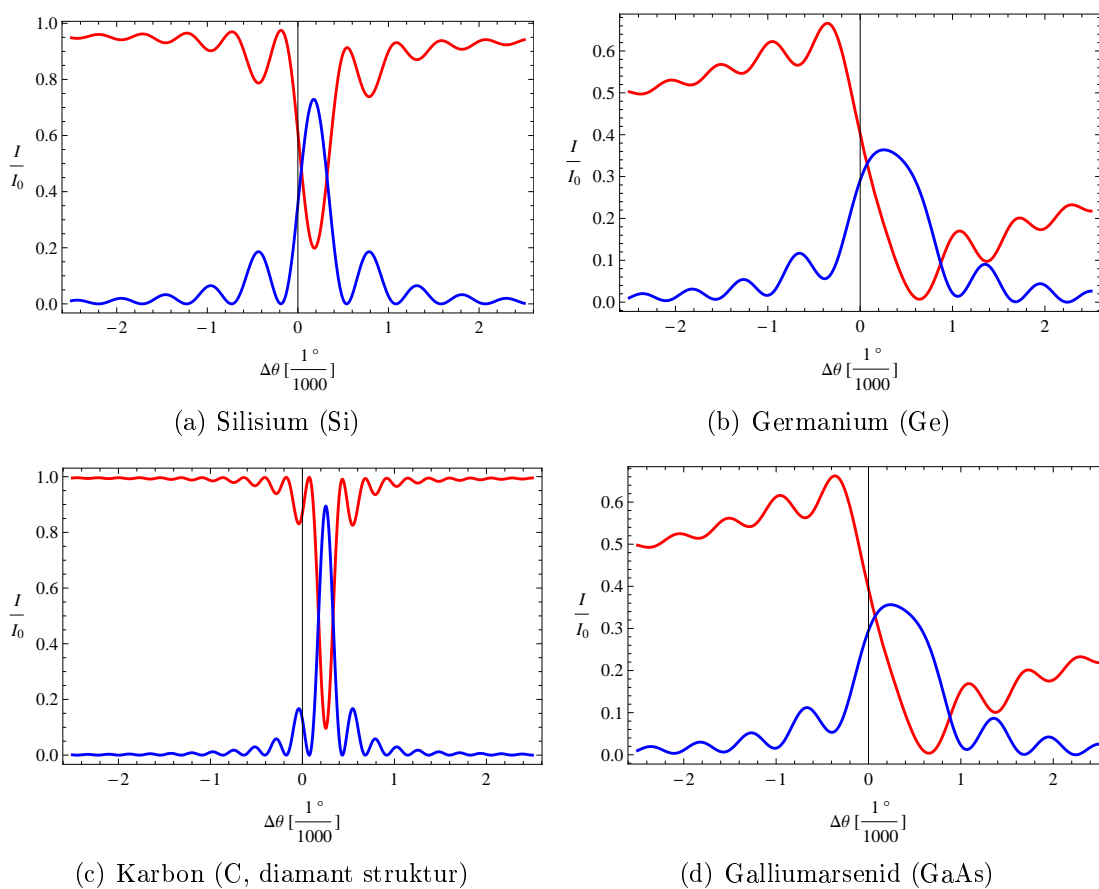 1.0
0.8
0.6
0.4
0.2
0.0
I
I0
−2 −1 0 1 2
Δθ [ 1° / 1000 ]
(a) Silisium (Si)
0.6
0.5
0.4
0.3
0.2
0.1
0.0
I
I0
−2 −1 0 1 2
Δθ [ 1° / 1000 ]
(b) Germanium (Ge)
1.0
0.8
0.6
0.4
0.2
0.0
I
I0
−2 −1 0 1 2
Δθ [ 1° / 1000 ]
(c) Karbon (C, diamant struktur)
0.6
0.5
0.4
0.3
0.2
0.1
0.0
I
I0
−2 −1 0 1 2
Δθ [ 1° / 1000 ]
(d) Galliumarsenid (GaAs)